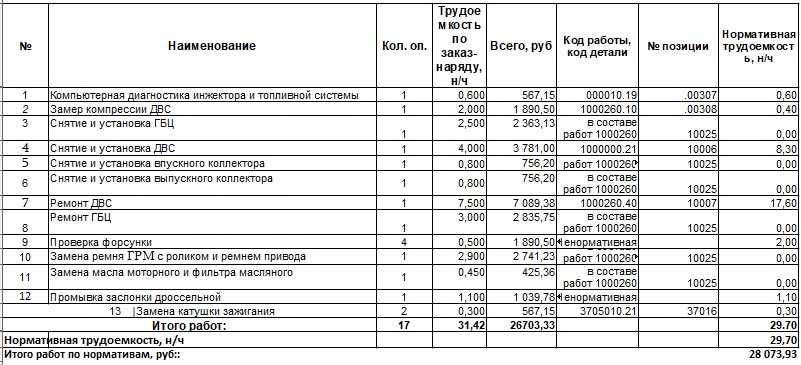 № Наименование Кол. оп. Трудоемкость по заказ-наряду, н/ч Всего, руб Код работы, код детали № позиции Нормативная трудоемкость, н/ч
1 Компьютерная диагностика инжектора и топливной системы 1 0,600 567,15 000010.19 .00307 0,60
2 Замер компрессии ДВС 1 2,000 1 890,50 1000260.10 .00308 0,40
3 Снятие и установка ГБЦ 1 2,500 2 363,13 в составе работ 1000260 10025 0,00
4 Снятие и установка ДВС 1 4,000 3 781,00 1000000.21 10006 8,30
5 Снятие и установка впускного коллектора 1 0,800 756,20 работ 1000260 10025 0,00
6 Снятие и установка выпускного коллектора 1 0,800 756,20 в составе работ 1000260 10025 0,00
7 Ремонт ДВС 1 7,500 7 089,38 1000260.40 10007 17,60
8 Ремонт ГБЦ 1 3,000 2 835,75 в составе работ 1000260 10025 0,00
9 Проверка форсунки 4 0,500 1 890,50 ненормативная 2,00
10 Замена ремня ГРМ с роликом и ремнем привода 1 2,900 2 741,23 работ 1000260 10025 0,00
11 Замена масла моторного и фильтра масляного 1 0,450 425,36 в составе работ 1000260 10025 0,00
12 Промывка заслонки дроссельной 1 1,100 1 039,78 ненормативная 1,10
13 Замена катушки зажигания 2 0,300 567,15 3705010.21 37016 0,30
Итого работ: 17 31,42 26703,33 29.70
Нормативная трудоемкость, н/ч 29,70
Итого работ по нормативам, руб:: 28 073,93